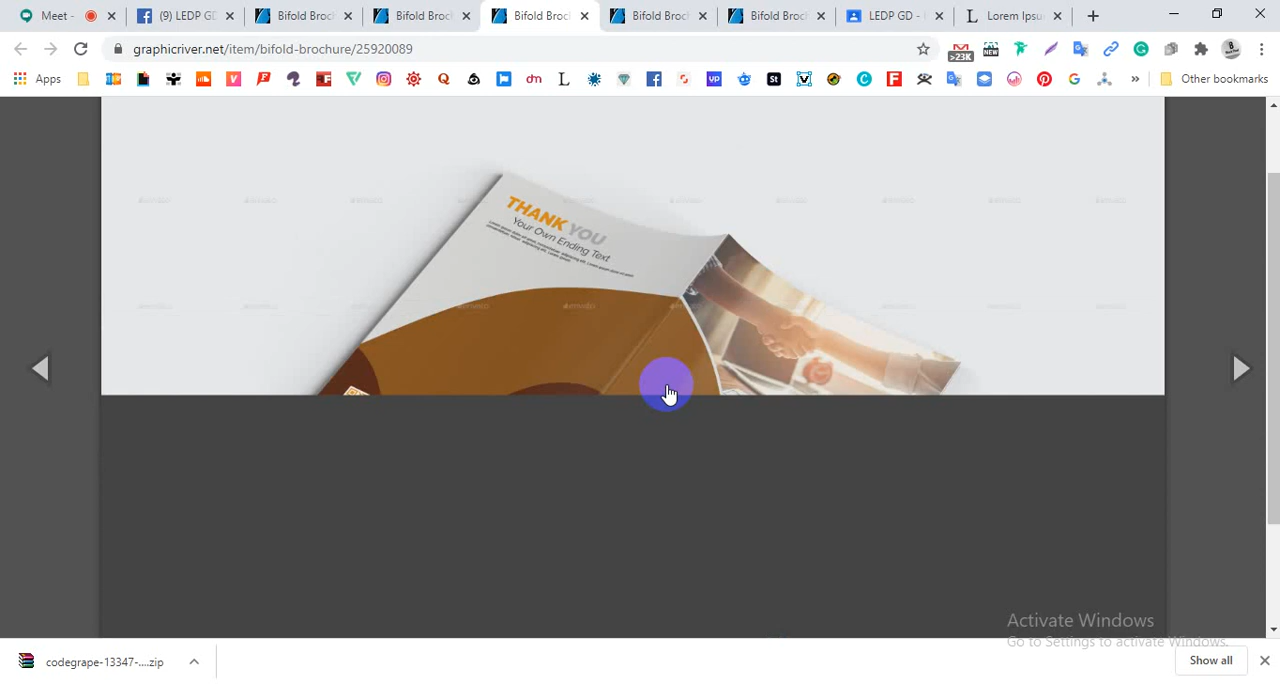 Meet -
(9) LEDP GD
Bifold Broc
Bifold Broc
Bifold Broc
Bifold Broc
Bifold Broc
LEDP GD -
Lorem Ipsu
graphicriver.net/item/bifold-brochure/25920089
>23K
NEW
Apps
Other bookmarks
THANK YOU
Your Own Ending Text
Activate Windows
Go to Settings to activate Windows.
codegrape-13347-....zip
Show all